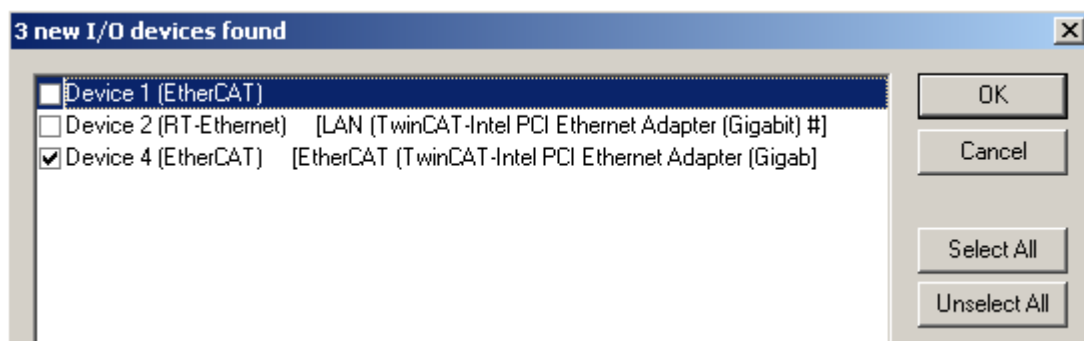 3 new I/O devices found
Device 1 (EtherCAT)
Device 2 (RT-Ethernet) [LAN (TwinCAT-Intel PCI Ethernet Adapter (Gigabit) #]
Device 4 (EtherCAT) [EtherCAT (TwinCAT-Intel PCI Ethernet Adapter (Gigab]
OK
Cancel
Select All
Unselect All